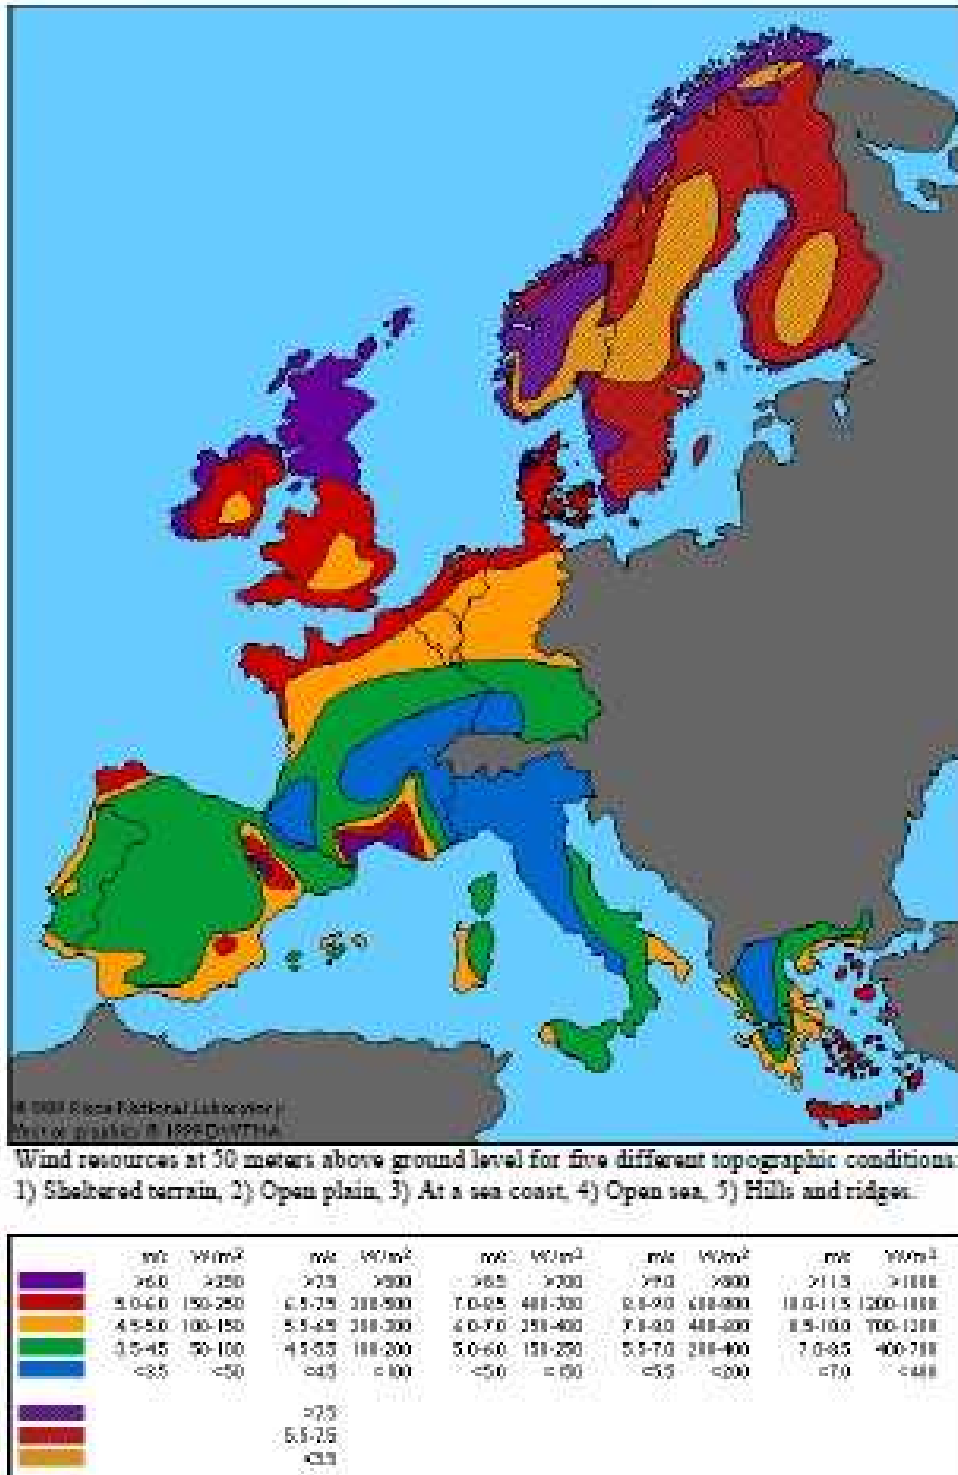 National Laboratory
Wind resources at 50 meters above ground level for five different topographic conditions:
1) Sheltered terrain, 2) Open plain, 3) At a sea coast, 4) Open sea, 5) Hills and ridges.
m/s W/m² m/s W/m² m/s W/m² m/s W/m² m/s W/m²
>6.0 >250 >7.5 >500 >8.5 >700 >9.0 >800 >11.5
5.0-6.0 150-250 6.5-7.5 300-500 7.0-8.5 400-700 8.0-9.0 600-800 10.0-11.5
4.5-5.0 100-150 5.5-6.5 200-300 6.0-7.0 250-400 7.0-8.0 400-600 8.5-10.0 700-1200
3.5-4.5 50-100 4.5-5.5 100-200 5.0-6.0 150-250 5.5-7.0 200-400 7.0-8.5 400-700
<3.5 <50 <4.5 <100 <5.0 <150 <5.5 <200 <7.0 <400
>7.5
5.5-7.5
<5.5